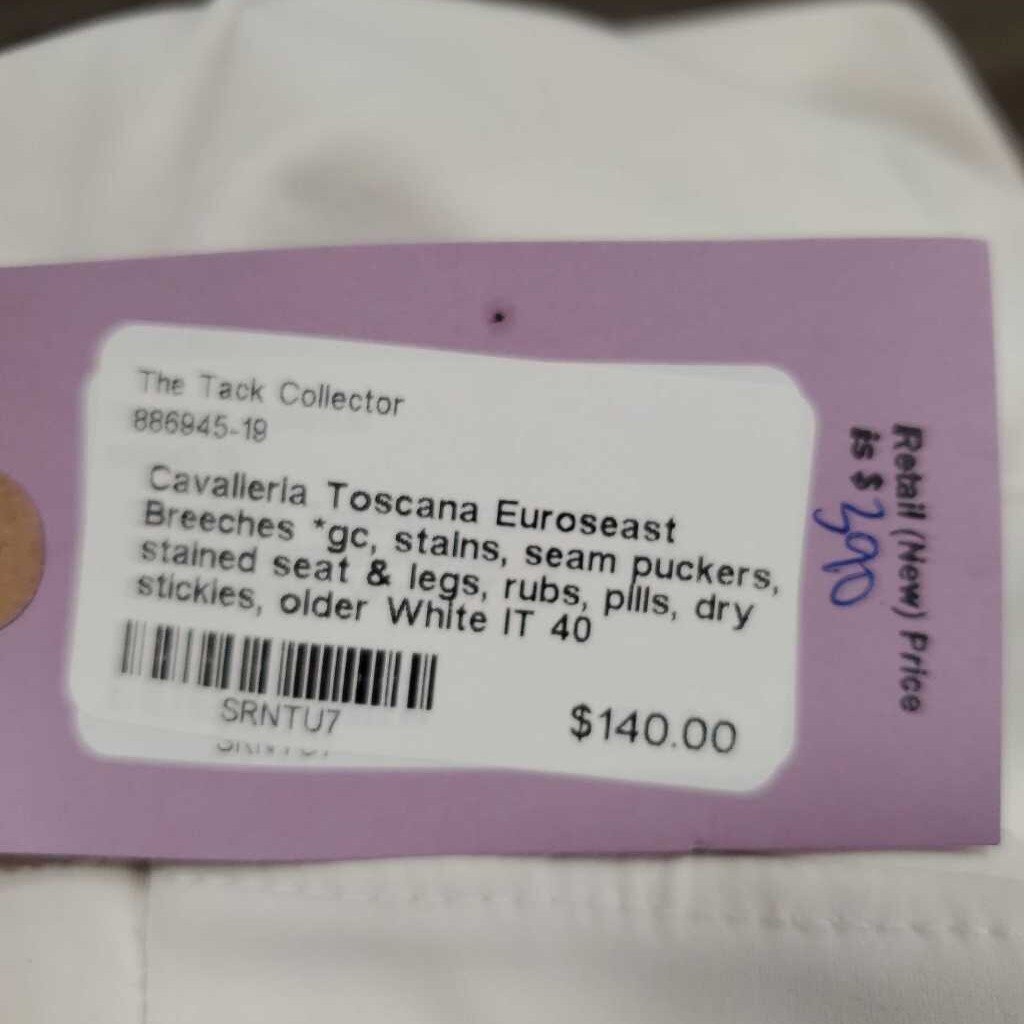 The Tack Collector
886945-19
Cavalleria Toscana Euroseast
Breeches *gc, stains, seam puckers,
stained seat & legs, rubs, pills, dry
stickies, older White IT 40
SRNTU7
$140.00
Retail (New) Price
is $390